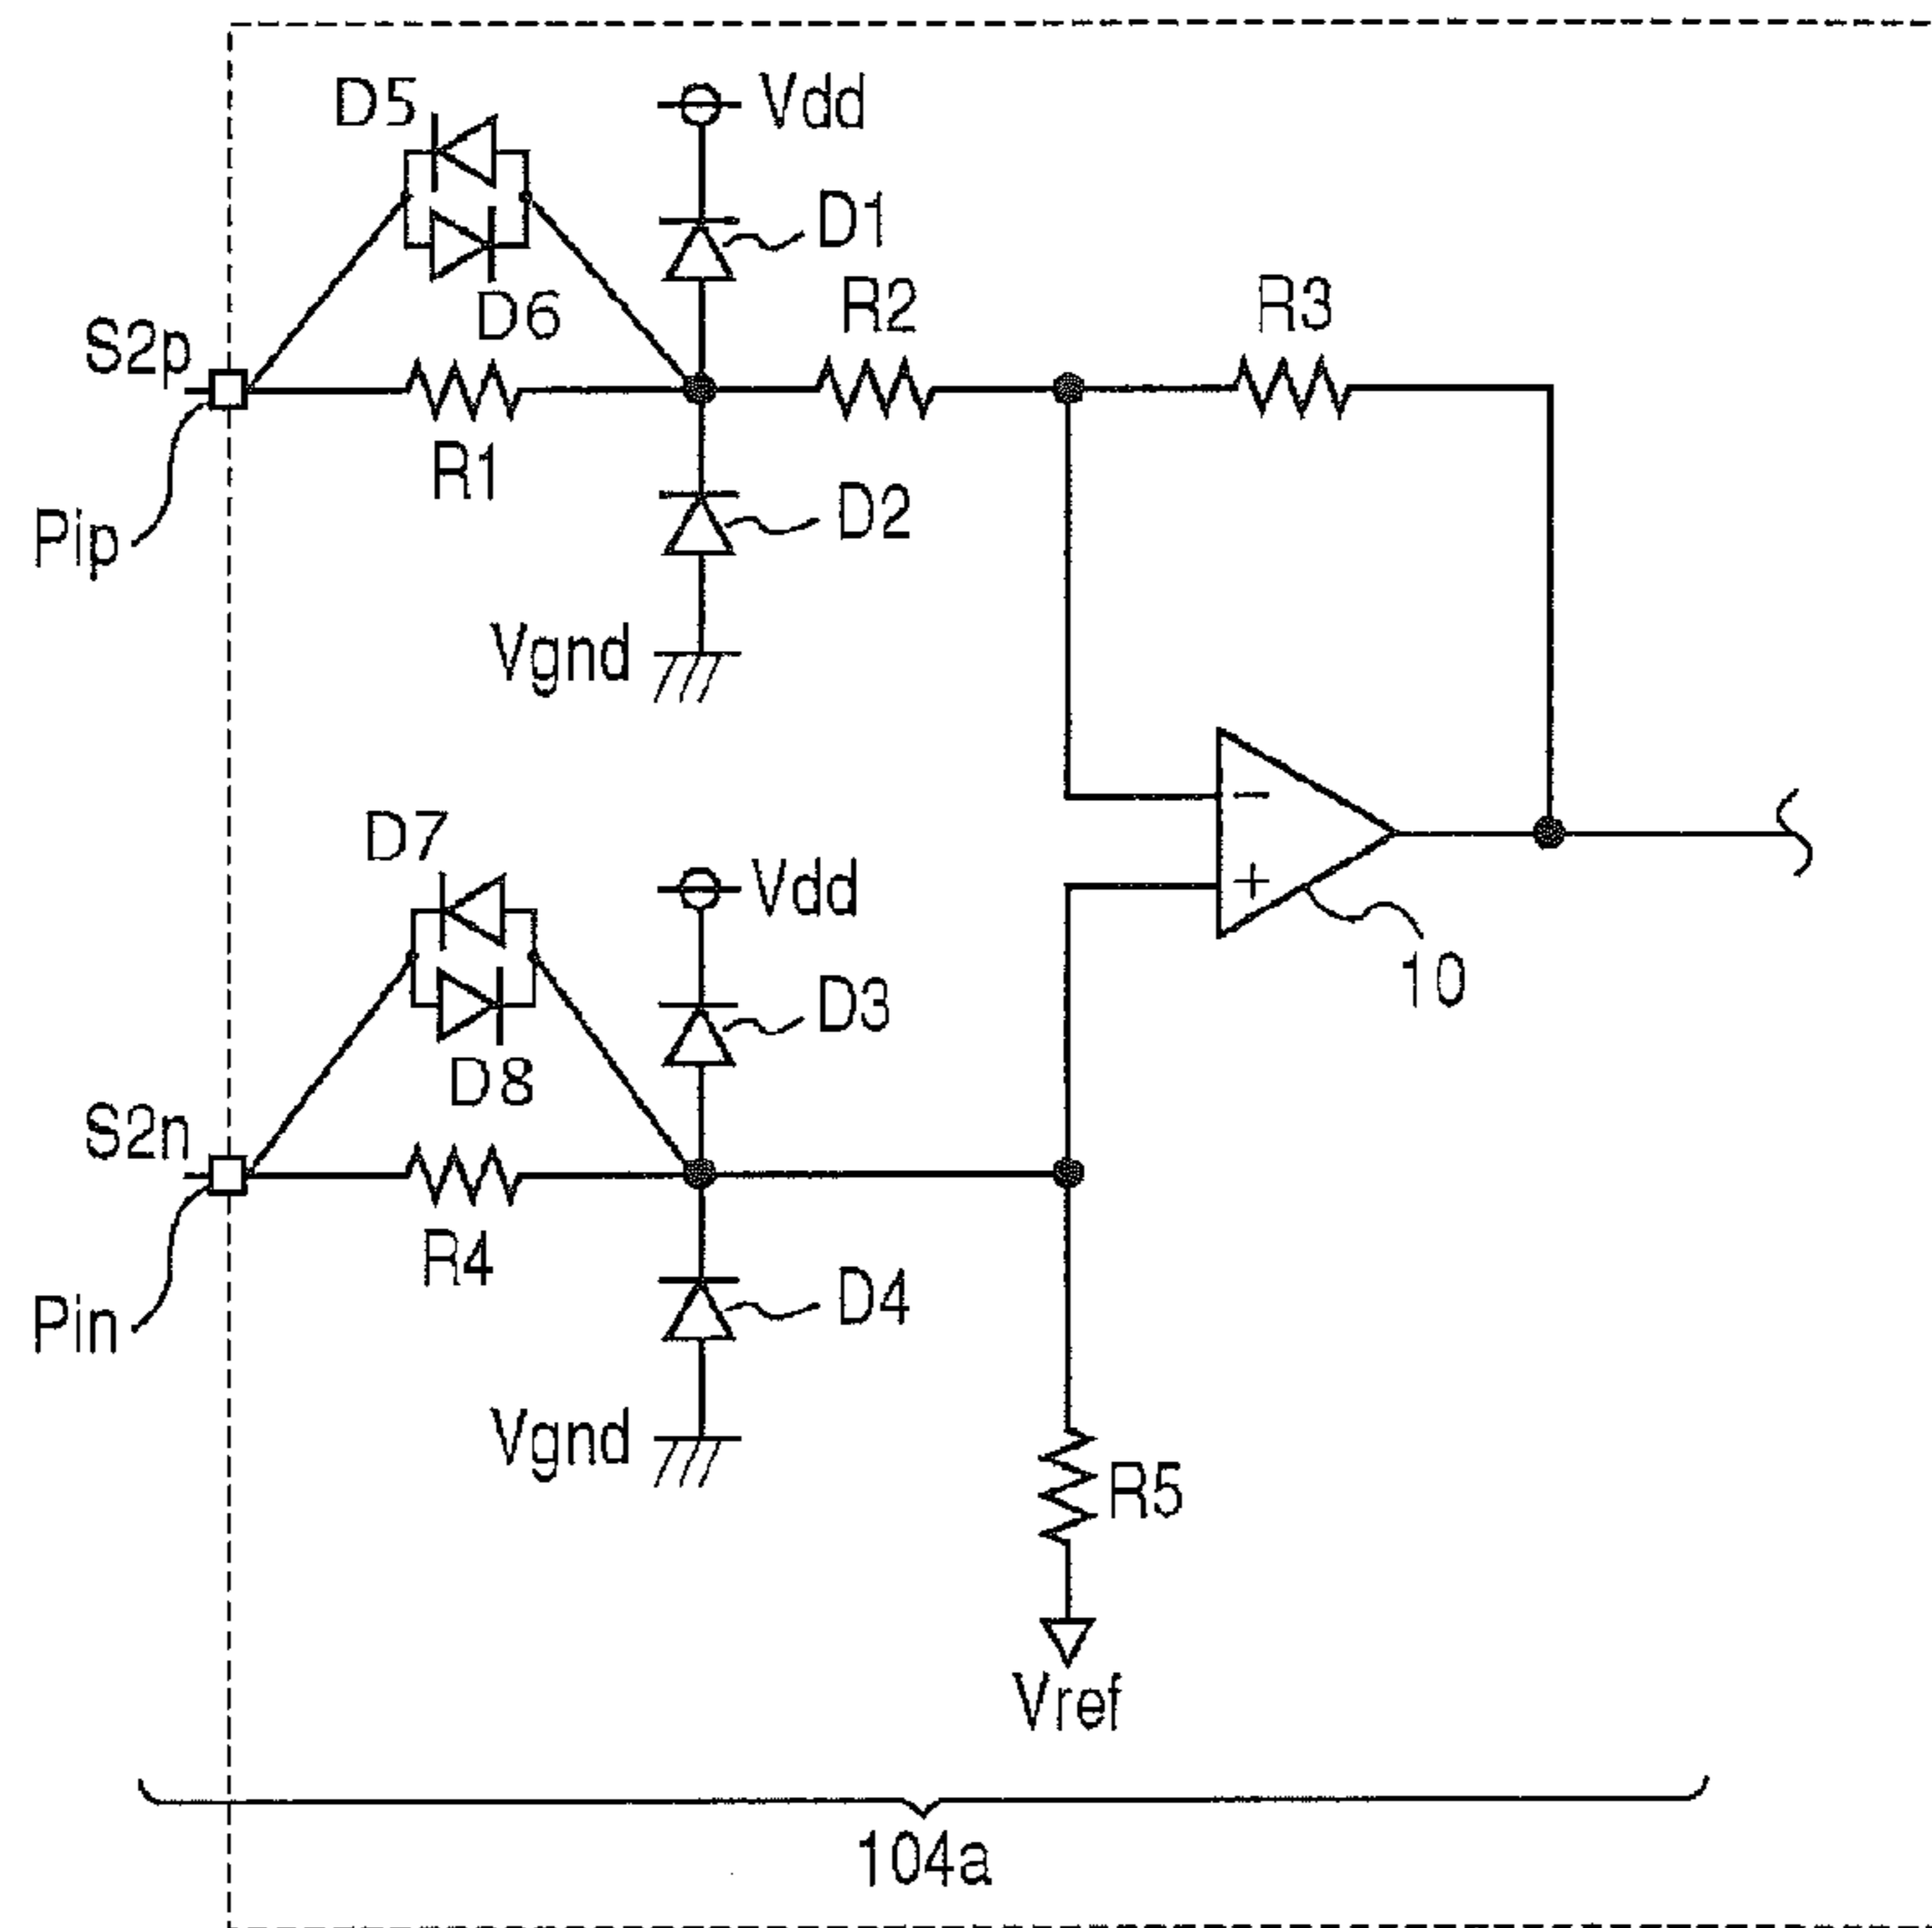 D5
Vdd
D1
D6
R2
R3
S2p
R1
D2
Pip
Vgnd
−
D7
Vdd
+
10
D3
D8
S2n
R4
D4
Pin
Vgnd
R5
Vref
104a